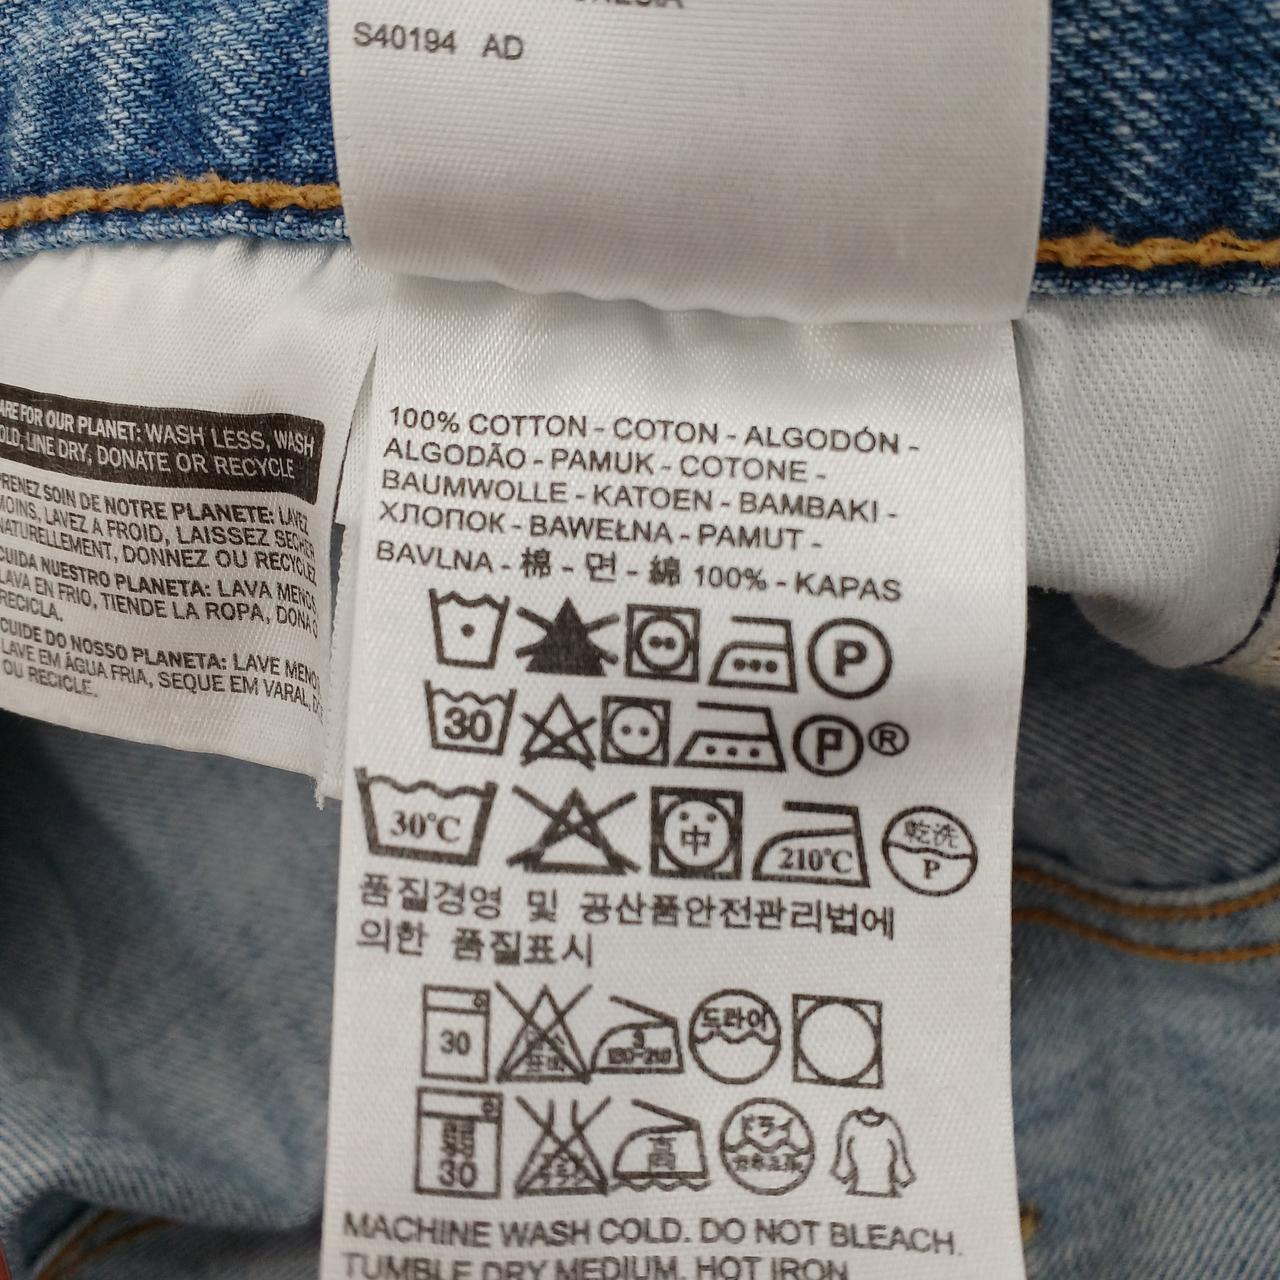 S40194 AD
ARE FOR OUR PLANET: WASH LESS, WASH
OLD, LINE DRY, DONATE OR RECYCLE
PRENEZ SOIN DE NOTRE PLANETE: LAVEZ
MOINS, LAVEZ A FROID, LAISSEZ SECHER
NATURELLEMENT, DONNEZ OU RECYCLEZ
CUIDA NUESTRO PLANETA: LAVA MENOS
LAVA EN FRIO, TIENDE LA ROPA, DONA O
RECICLA.
CUIDE DO NOSSO PLANETA: LAVE MENOS
LAVE EM ÁGUA FRIA, SEQUE EM VARAL,
OU RECICLE.
100% COTTON - COTON - ALGODÓN -
ALGODÃO - PAMUK - COTONE -
BAUMWOLLE - KATOEN - BAMBAKI -
ХЛОПОК - BAWEŁNA - PAMUT -
BAVLNA - 棉 - 면 - 綿 100% - KAPAS
P
30 P ®
30°C 中 210°C 乾洗 P
품질경영 및 공산품안전관리법에
의한 품질표시
30 3 드라이
30 高 ドライ
MACHINE WASH COLD. DO NOT BLEACH.
TUMBLE DRY MEDIUM. HOT IRON